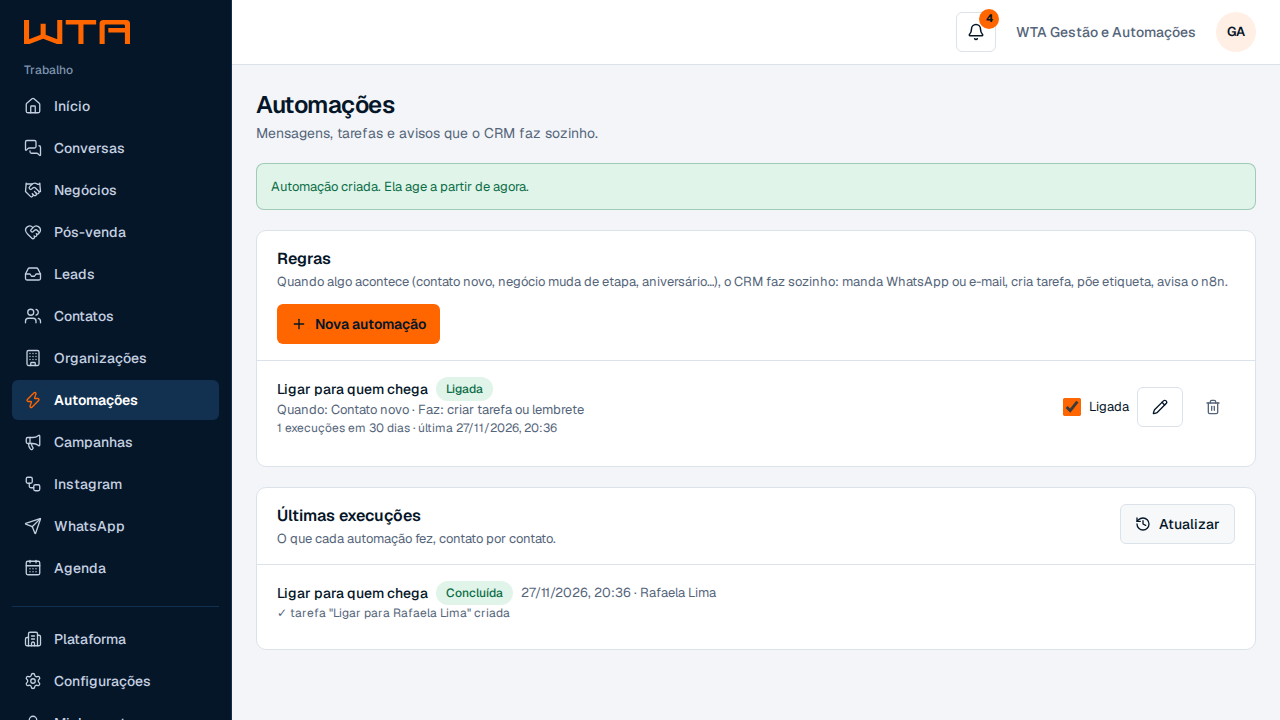 WTA
4
WTA Gestão e Automações
GA
Trabalho
Início
Conversas
Negócios
Pós-venda
Leads
Contatos
Organizações
Automações
Campanhas
Instagram
WhatsApp
Agenda
Plataforma
Configurações
Automações
Mensagens, tarefas e avisos que o CRM faz sozinho.
Automação criada. Ela age a partir de agora.
Regras
Quando algo acontece (contato novo, negócio muda de etapa, aniversário…), o CRM faz sozinho: manda WhatsApp ou e-mail, cria tarefa, põe etiqueta, avisa o n8n.
+ Nova automação
Ligar para quem chega Ligada
Quando: Contato novo · Faz: criar tarefa ou lembrete
1 execuções em 30 dias · última 27/11/2026, 20:36
Ligada
Últimas execuções
O que cada automação fez, contato por contato.
Atualizar
Ligar para quem chega Concluída 27/11/2026, 20:36 · Rafaela Lima
✓ tarefa "Ligar para Rafaela Lima" criada